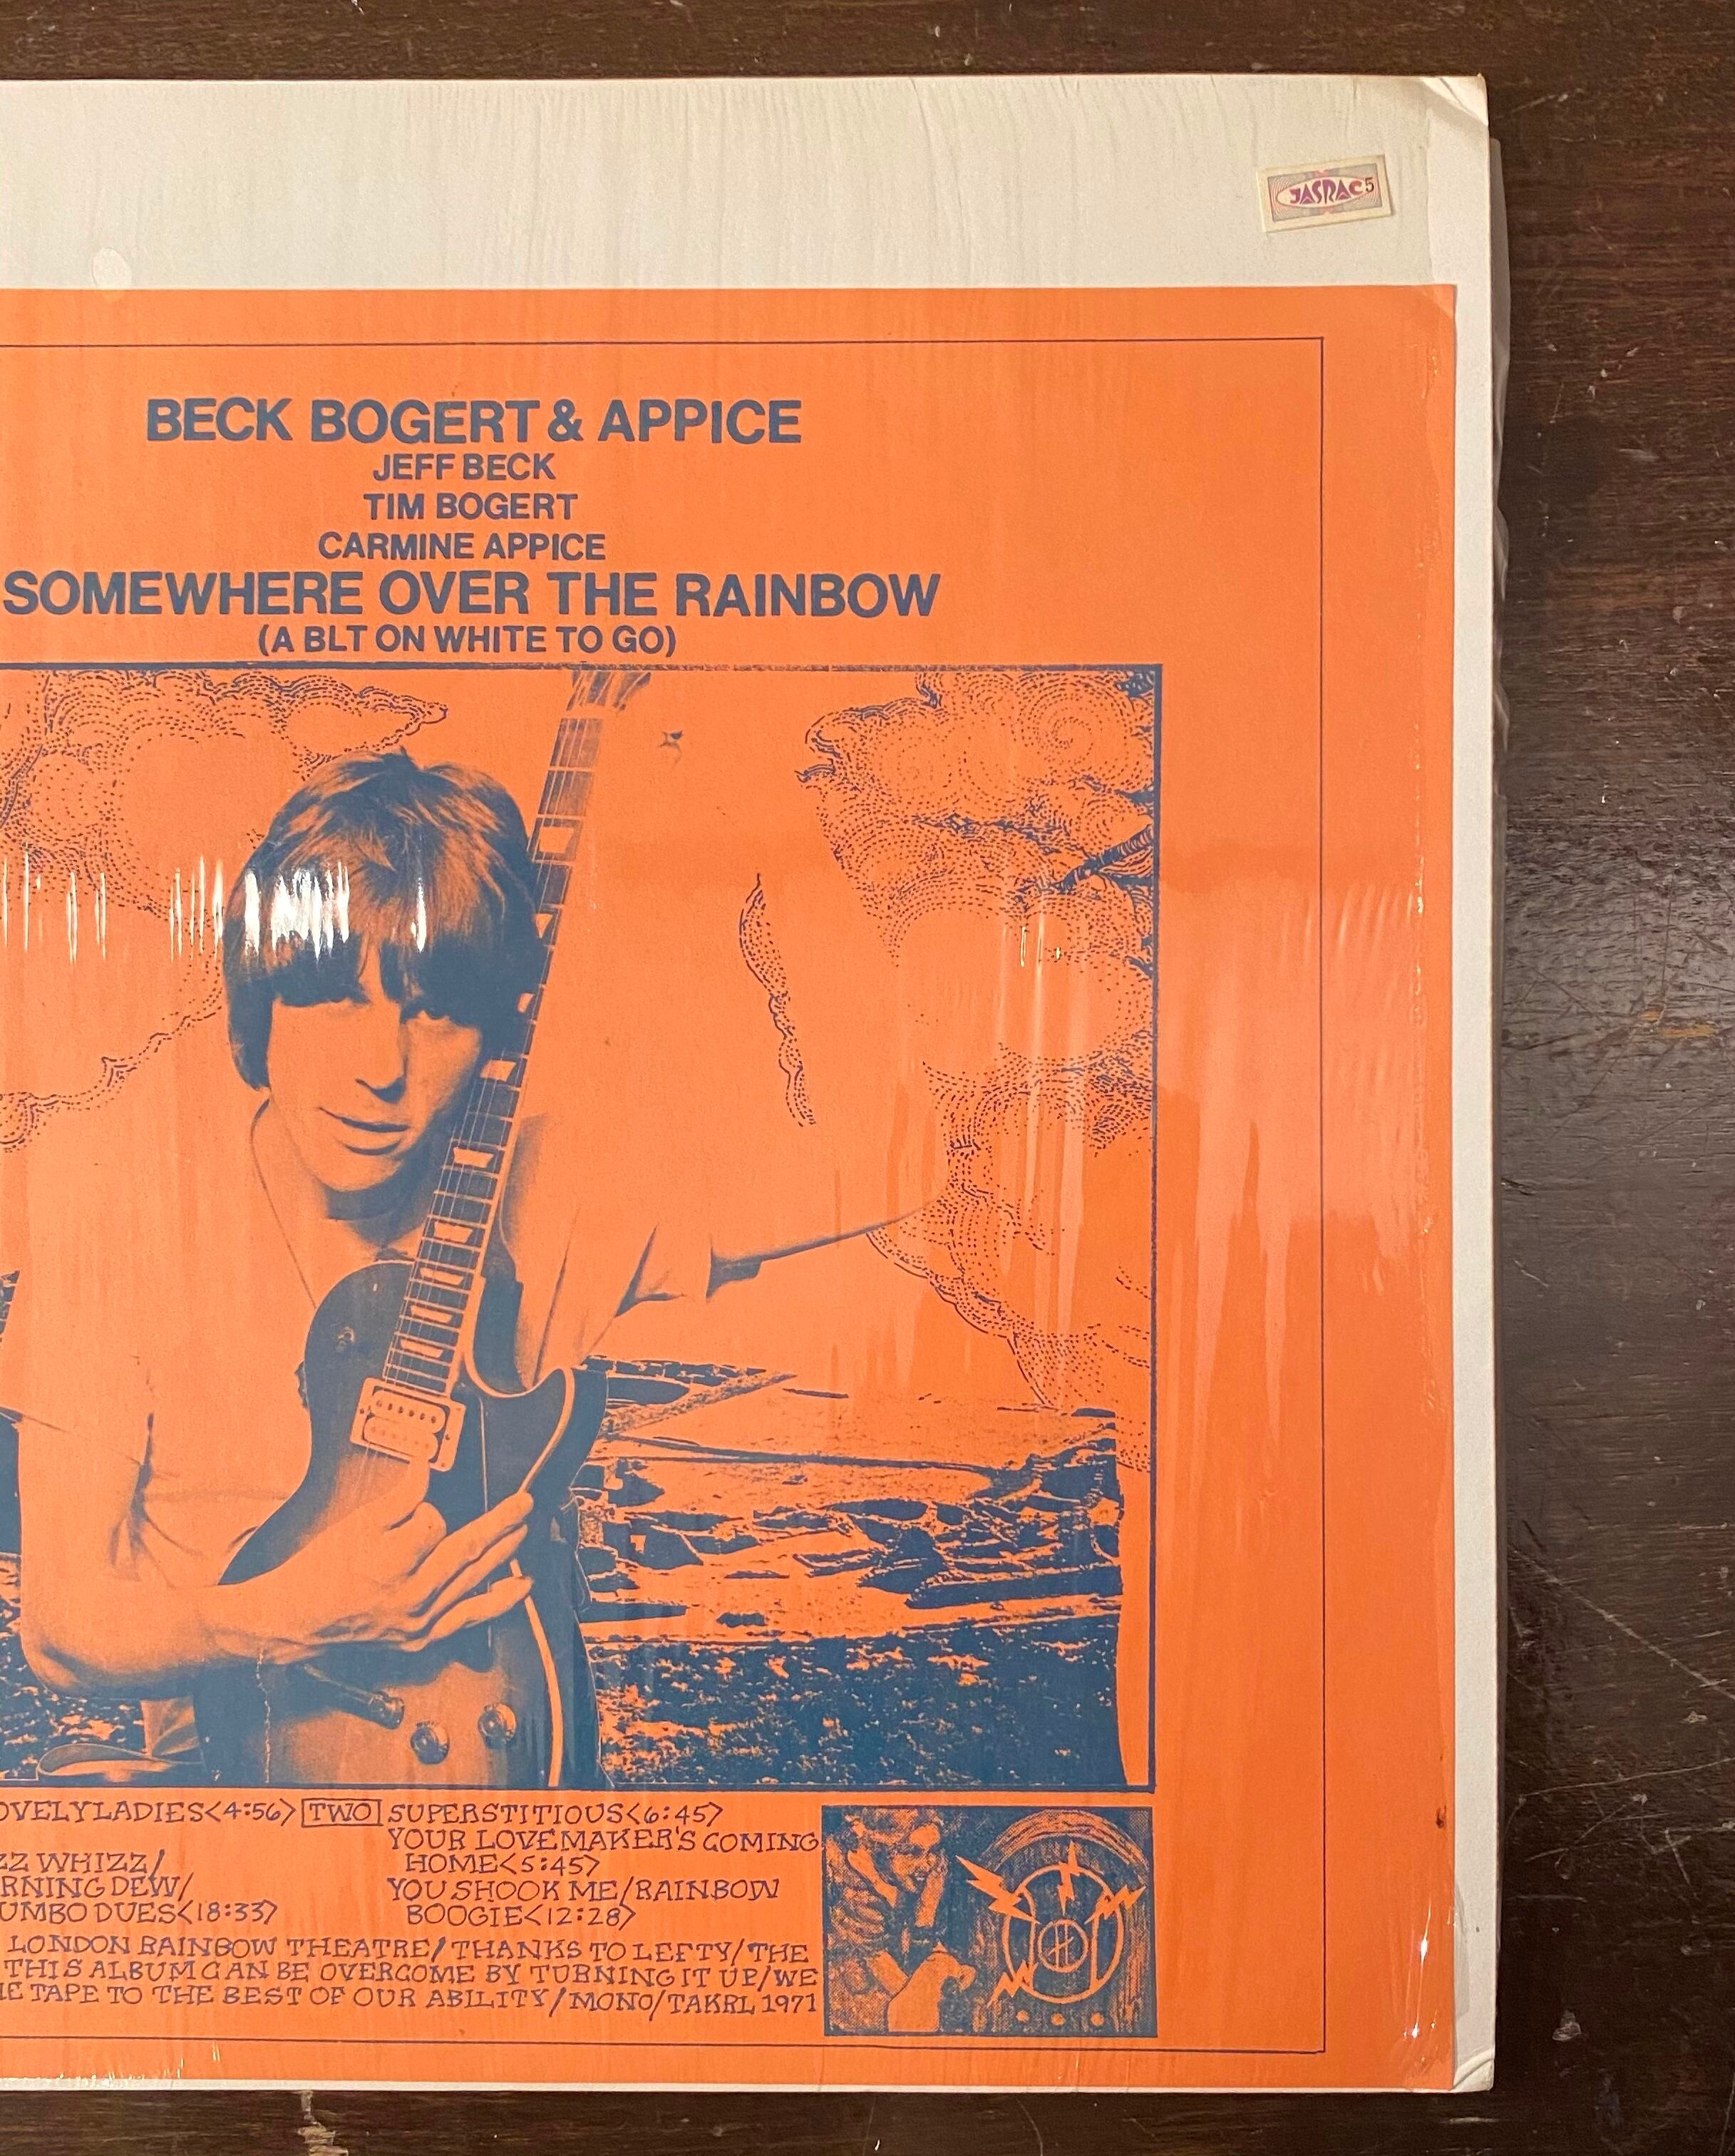 JASRAC 5
BECK BOGERT & APPICE
JEFF BECK
TIM BOGERT
CARMINE APPICE
SOMEWHERE OVER THE RAINBOW
(A BLT ON WHITE TO GO)
OVELY LADIES<4:56> TWO SUPERSTITIOUS<6:45>
YOUR LOVEMAKER'S COMING
ZZ WHIZZ/ HOME<5:45>
RNING DEW/ YOU SHOOK ME/RAINBOW
UMBO DUES<18:33> BOOGIE<12:28>
LONDON RAINBOW THEATRE/THANKS TO LEFTY/THE
THIS ALBUM CAN BE OVERCOME BY TURNING IT UP/WE
E TAPE TO THE BEST OF OUR ABILITY/MONO/TAKRL 1971